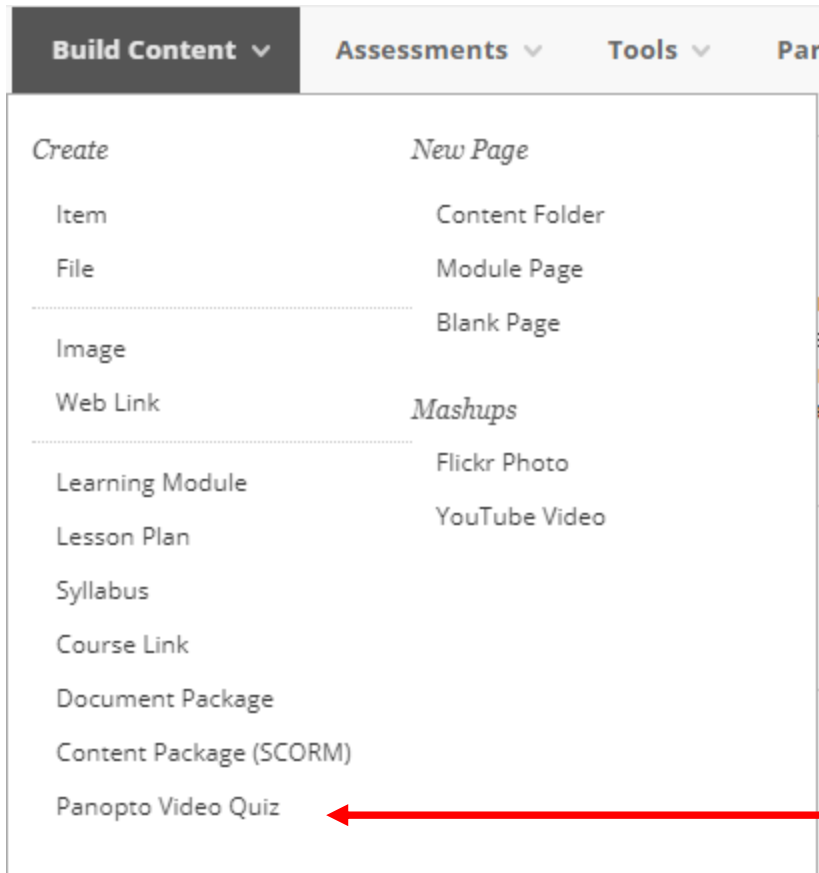 Build Content Assessments Tools Par
Create
Item
File
Image
Web Link
Learning Module
Lesson Plan
Syllabus
Course Link
Document Package
Content Package (SCORM)
Panopto Video Quiz
New Page
Content Folder
Module Page
Blank Page
Mashups
Flickr Photo
YouTube Video